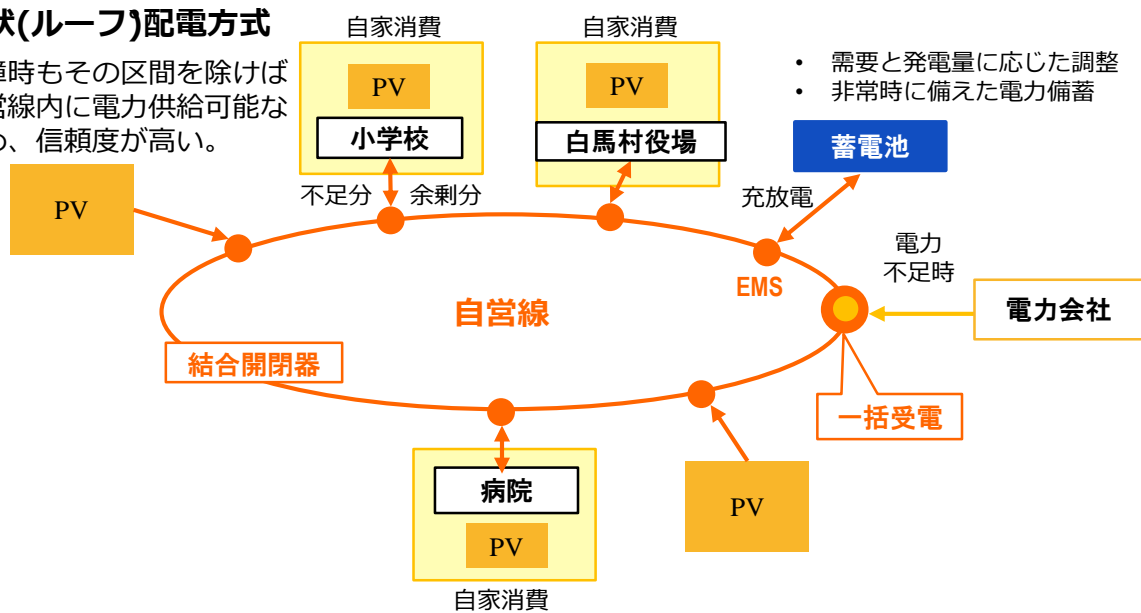 状(ループ)配電方式
障時もその区間を除けば
営線内に電力供給可能な
め、信頼度が高い。
自家消費
PV
小学校
不足分
余剰分
自家消費
PV
白馬村役場
• 需要と発電量に応じた調整
• 非常時に備えた電力備蓄
蓄電池
充放電
PV
電力
不足時
EMS
自営線
電力会社
結合開閉器
一括受電
病院
PV
自家消費
PV